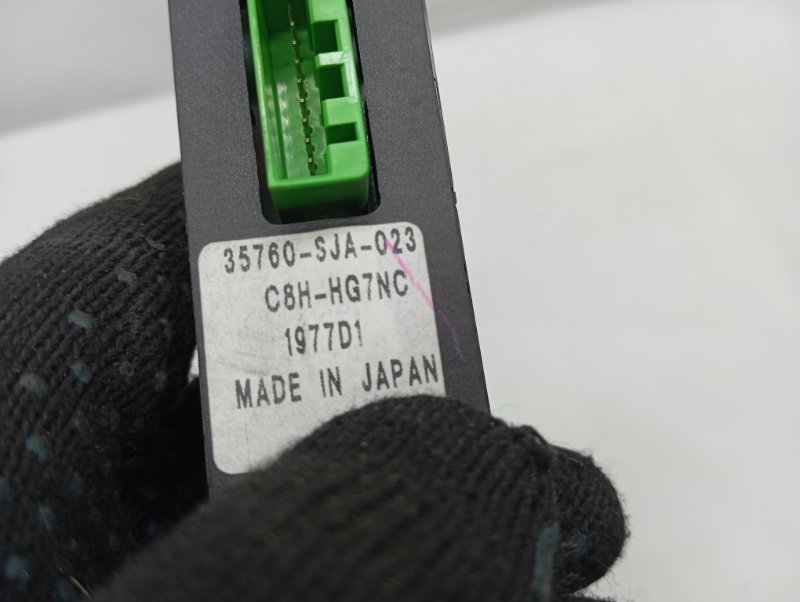 35760-SJA-023
C8H-HG7NC
1977D1
MADE IN JAPAN